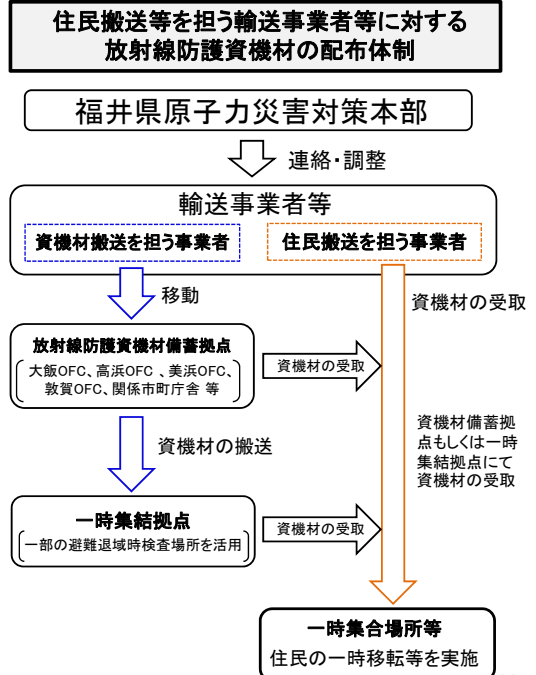 住民搬送等を担う輸送事業者等に対する
放射線防護資機材の配布体制
福井県原子力災害対策本部
連絡・調整
輸送事業者等
資機材搬送を担う事業者
住民搬送を担う事業者
移動
資機材の受取
放射線防護資機材備蓄拠点
大飯OFC、高浜OFC 、美浜OFC、
敦賀OFC、関係市町庁舎 等
資機材の受取
資機材の搬送
資機材備蓄拠
点もしくは一時
集結拠点にて
資機材の受取
一時集結拠点
一部の避難退域時検査場所を活用
資機材の受取
一時集合場所等
住民の一時移転等を実施